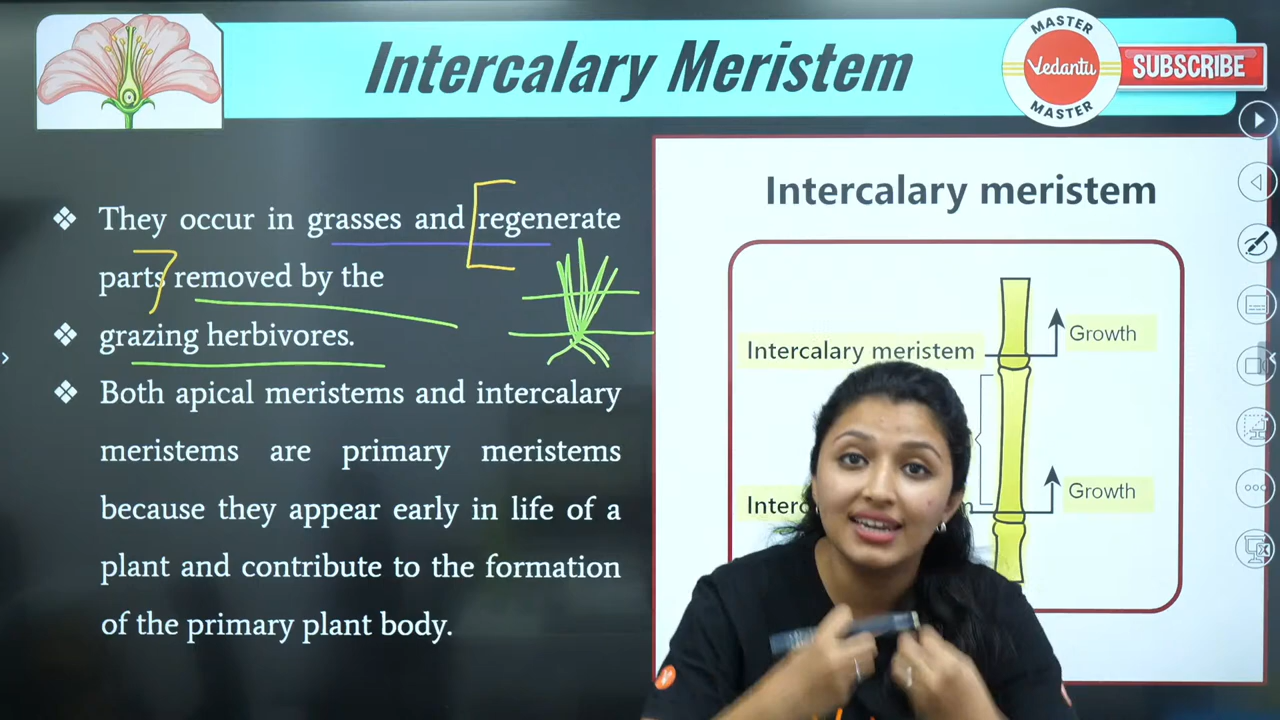 Intercalary Meristem
MASTER
Vedantu
MASTER
SUBSCRIBE
❖ They occur in grasses and regenerate
parts removed by the
❖ grazing herbivores.
❖ Both apical meristems and intercalary
meristems are primary meristems
because they appear early in life of a
plant and contribute to the formation
of the primary plant body.
Intercalary meristem
Intercalary meristem
Growth
Growth